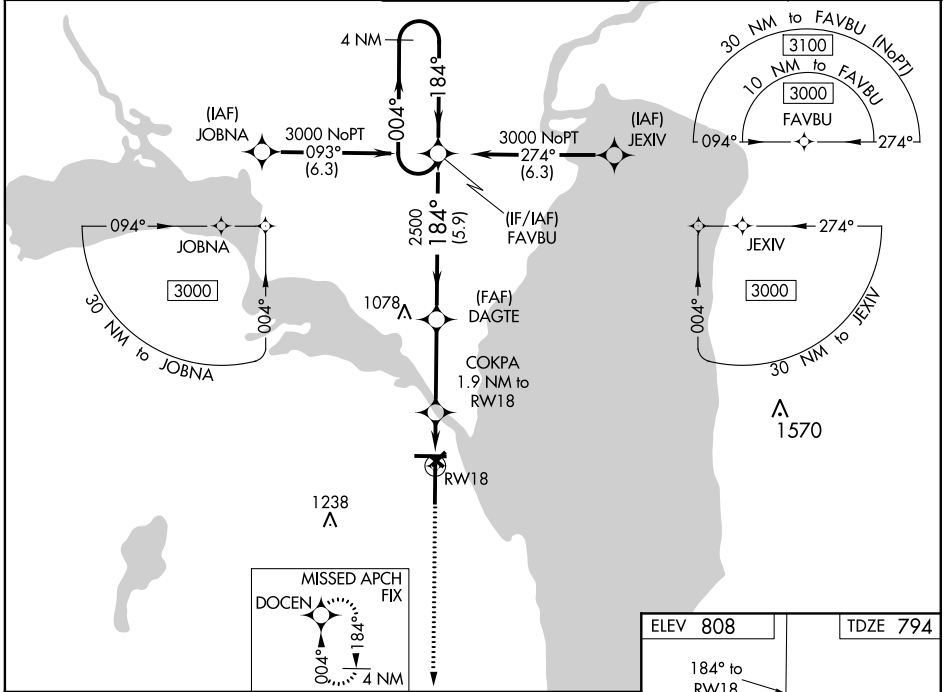 4 NM
004°
184°
30 NM to FAVBU (NoPT)
3100
10 NM to FAVBU
3000
FAVBU
094°
274°
(IAF)
JOBNA
3000 NoPT
093°
(6.3)
3000 NoPT
274°
(6.3)
(IAF)
JEXIV
(IF/IAF)
FAVBU
2500
184°
(5.9)
094°
JOBNA
3000
004°
30 NM to JOBNA
274°
JEXIV
3000
004°
30 NM to JEXIV
1078
(FAF)
DAGTE
COKPA
1.9 NM to
RW18
1570
RW18
1238
MISSED APCH
FIX
DOCEN
004°
184°
4 NM
ELEV 808
TDZE 794
184° to
RW18